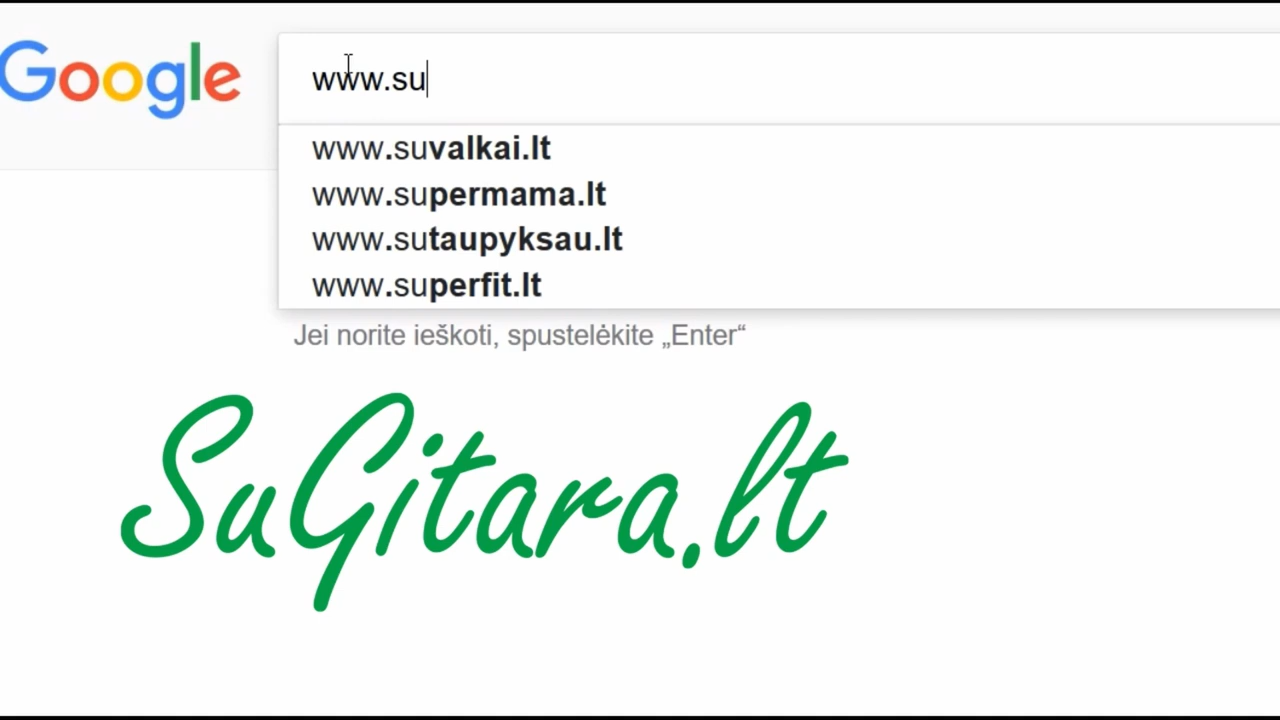 Google
www.su
www.suvalkai.lt
www.supermama.lt
www.sutaupyksau.lt
www.superfit.lt
Jei norite ieškoti, spustelėkite „Enter“
SuGitara.lt